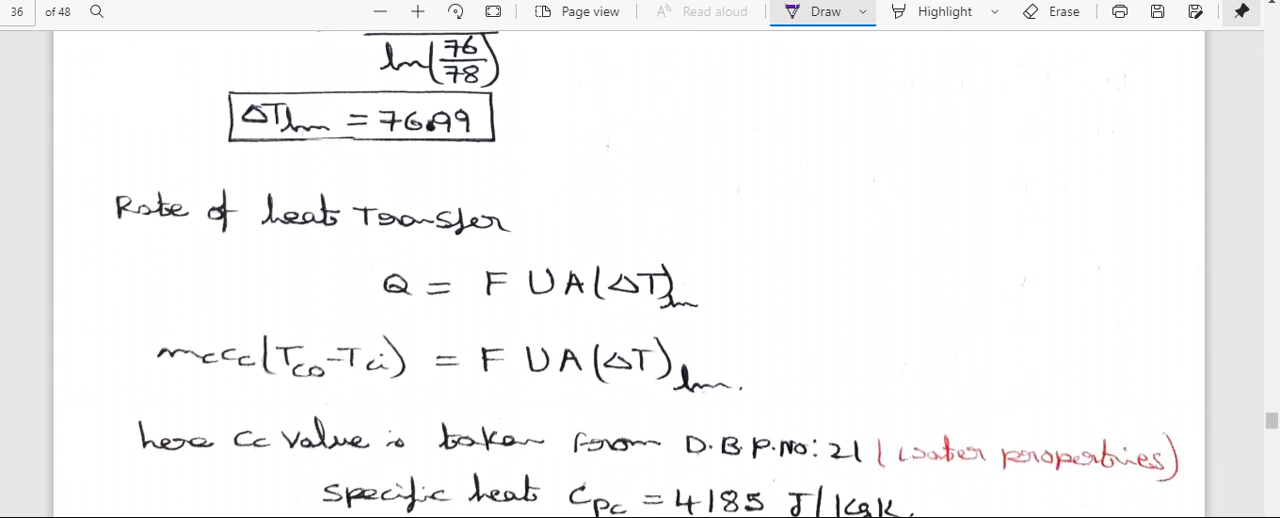 36 of 48 Page view Read aloud Draw Highlight Erase
ln(76/78)
ΔTlm = 76.99
Rate of heat Transfer
Q = F U A (ΔT)lm
mcCc(Tco-Tci) = F U A (ΔT)lm.
here Cc value is taken from D.B P.No: 21 (water properties)
Specific heat Cpc = 4185 J/KgK.